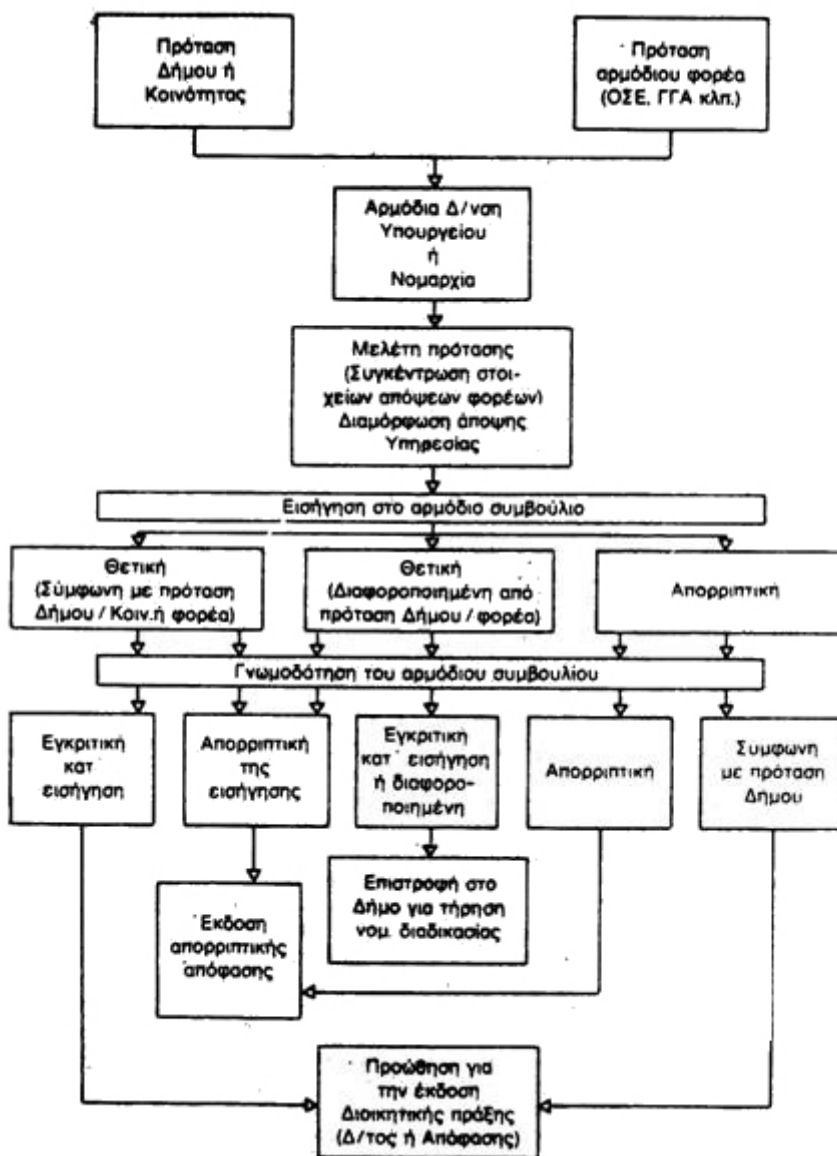 Πρόταση
Δήμου ή
Κοινότητας
Πρόταση
αρμόδιου φορέα
(ΟΣΕ, ΓΓΑ κλπ.)
Αρμόδια Δ/νση
Υπουργείου
ή
Νομαρχία
Μελέτη πρότασης
(Συγκέντρωση στοι-
χείων απόψεων φορέων)
Διαμόρφωση άποψης
Υπηρεσίας
Εισήγηση στο αρμόδιο συμβούλιο
Θετική
(Σύμφωνη με πρόταση
Δήμου / Κοιν.ή φορέα)
Θετική
(Διαφοροποιημένη από
πρόταση Δήμου / φορέα)
Απορριπτική
Γνωμοδότηση του αρμόδιου συμβουλίου
Εγκριτική
κατ
εισήγηση
Απορριπτική
της
εισήγησης
Εγκριτική
κατ΄ εισήγηση
ή διαφορο-
ποιημένη
Απορριπτική
Συμφωνη
με πρόταση
Δήμου
Επιστροφή στο
Δήμο για τήρηση
νομ. διαδικασίας
Έκδοση
απορριπτικής
απόφασης
Προώθηση για
την έκδοση
Διοικητικής πράξης
(Δ/τος ή Απόφασης)